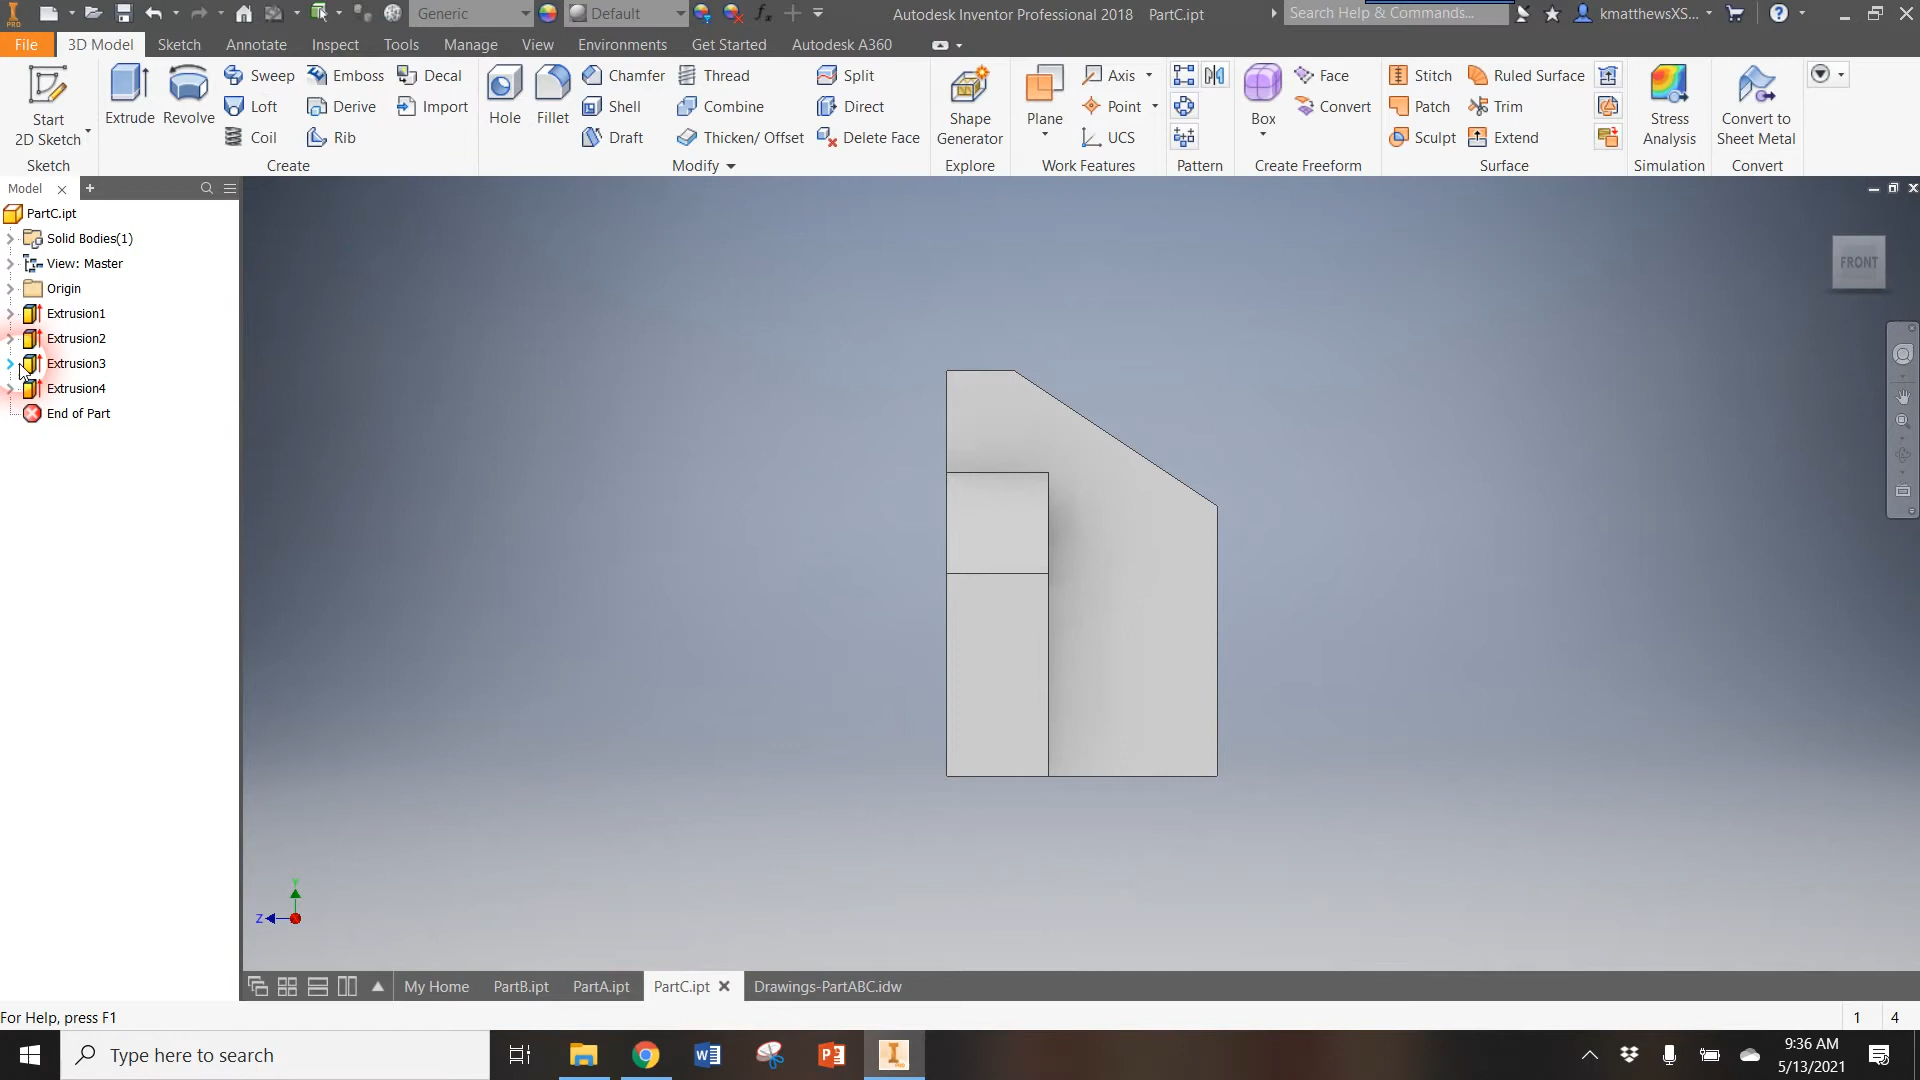 PRO
Generic
Default
Autodesk Inventor Professional 2018 PartC.ipt
Search Help & Commands...
kmatthewsXS...
File
3D Model
Sketch
Annotate
Inspect
Tools
Manage
View
Environments
Get Started
Autodesk A360
Start
2D Sketch
Sketch
Extrude
Revolve
Sweep
Loft
Coil
Emboss
Derive
Rib
Decal
Import
Create
Hole
Fillet
Chamfer
Shell
Draft
Thread
Combine
Thicken/ Offset
Split
Direct
Delete Face
Modify
Shape
Generator
Explore
Plane
Axis
Point
UCS
Work Features
Pattern
Box
Face
Convert
Create Freeform
Stitch
Patch
Sculpt
Ruled Surface
Trim
Extend
Surface
Stress
Analysis
Simulation
Convert to
Sheet Metal
Convert
Model
PartC.ipt
Solid Bodies(1)
View: Master
Origin
Extrusion1
Extrusion2
Extrusion3
Extrusion4
End of Part
FRONT
Y
Z
My Home
PartB.ipt
PartA.ipt
PartC.ipt
Drawings-PartABC.idw
For Help, press F1
1
4
Type here to search
9:36 AM
5/13/2021